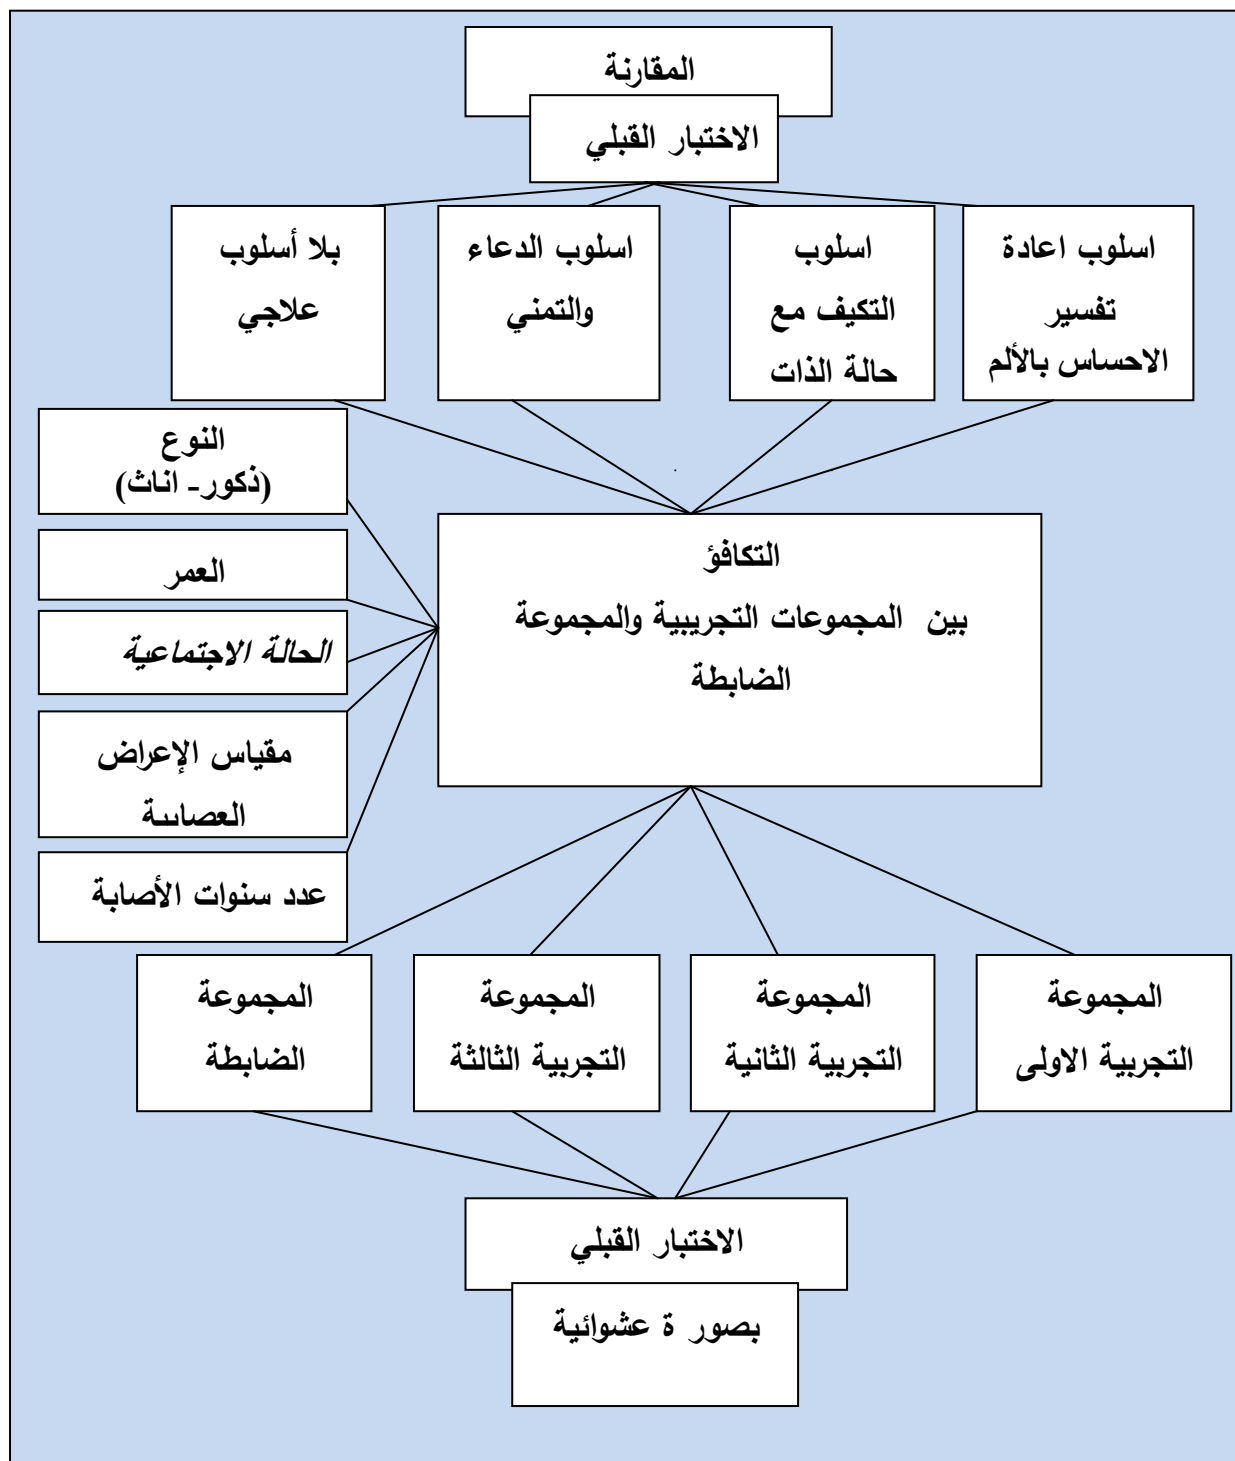 المقارنة
الاختبار القبلي
اسلوب اعادة
تفسير
الاحساس بالألم
اسلوب
التكيف مع
حالة الذات
اسلوب الدعاء
والتمني
بلا أسلوب
علاجي
النوع
(ذكور- اناث)
العمر
الحالة الاجتماعية
مقياس الإعراض
العصابية
عدد سنوات الأصابة
التكافؤ
بين المجموعات التجريبية والمجموعة
الضابطة
المجموعة
التجربية الاولى
المجموعة
التجربية الثانية
المجموعة
التجربية الثالثة
المجموعة
الضابطة
الاختبار القبلي
بصور ة عشوائية